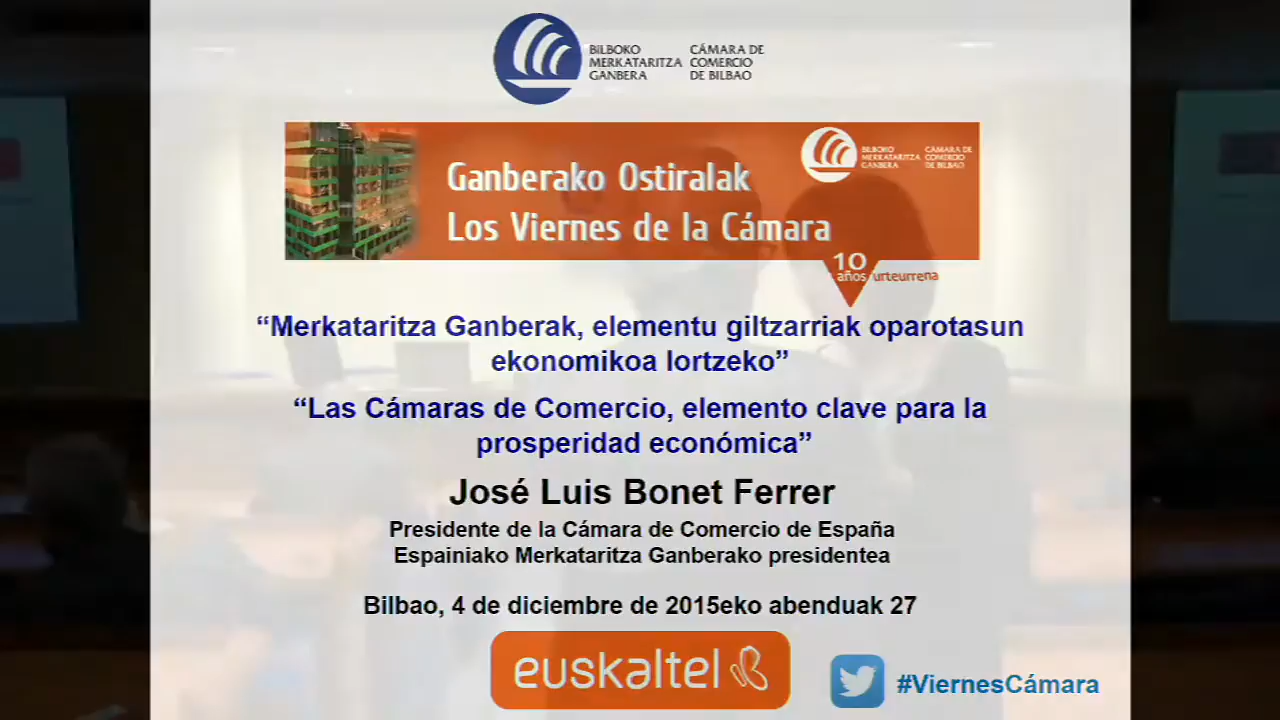 BILBOKO
MERKATARITZA
GANBERA
CÁMARA DE
COMERCIO
DE BILBAO
BILBOKO
MERKATARITZA
GANBERA
CÁMARA DE
COMERCIO
DE BILBAO
Ganberako Ostiralak
Los Viernes de la Cámara
10
años urteurrena
“Merkataritza Ganberak, elementu giltzarriak oparotasun
ekonomikoa lortzeko”
“Las Cámaras de Comercio, elemento clave para la
prosperidad económica”
José Luis Bonet Ferrer
Presidente de la Cámara de Comercio de España
Espainiako Merkataritza Ganberako presidentea
Bilbao, 4 de diciembre de 2015eko abenduak 27
euskaltel
#ViernesCámara